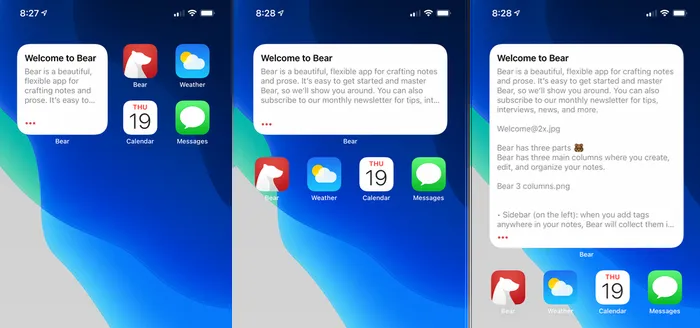 8:27
Welcome to Bear
Bear is a beautiful,
flexible app for
crafting notes and
prose. It's easy to...
Bear
Bear
Weather
THU
19
Calendar
Messages
8:28
Welcome to Bear
Bear is a beautiful, flexible app for crafting notes
and prose. It's easy to get started and master
Bear, so we'll show you around. You can also
subscribe to our monthly newsletter for tips, int...
Bear
THU
19
Bear
Weather
Calendar
Messages
8:28
Welcome to Bear
Bear is a beautiful, flexible app for crafting notes
and prose. It's easy to get started and master
Bear, so we'll show you around. You can also
subscribe to our monthly newsletter for tips,
interviews, news, and more.
Welcome@2x.jpg
Bear has three parts 🐻
Bear has three main columns where you create,
edit, and organize your notes.
Bear 3 columns.png
• Sidebar (on the left): when you add tags
anywhere in your notes, Bear will collect them i...
Bear
THU
19
Bear
Weather
Calendar
Messages